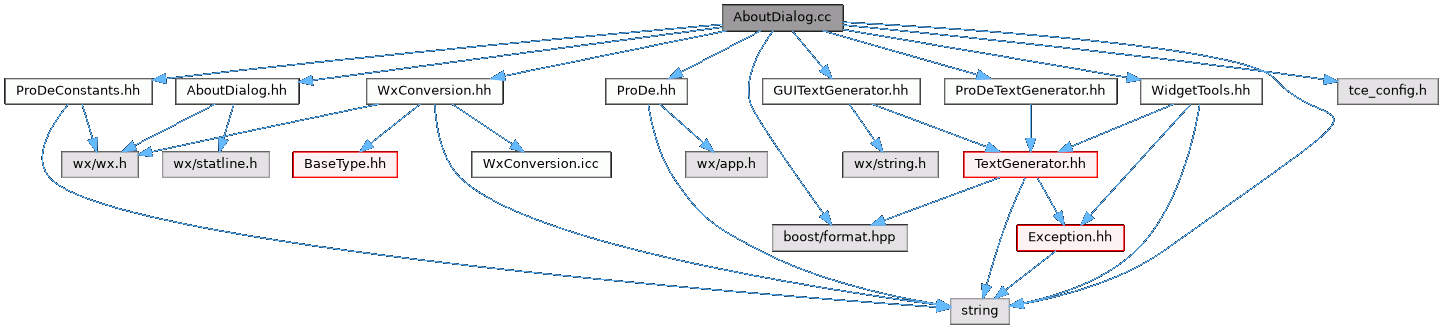 AboutDialog.cc
ProDeConstants.hh
AboutDialog.hh
WxConversion.hh
ProDe.hh
GUITextGenerator.hh
ProDeTextGenerator.hh
WidgetTools.hh
tce_config.h
wx/wx.h
wx/statline.h
BaseType.hh
WxConversion.icc
wx/app.h
wx/string.h
TextGenerator.hh
boost/format.hpp
Exception.hh
string